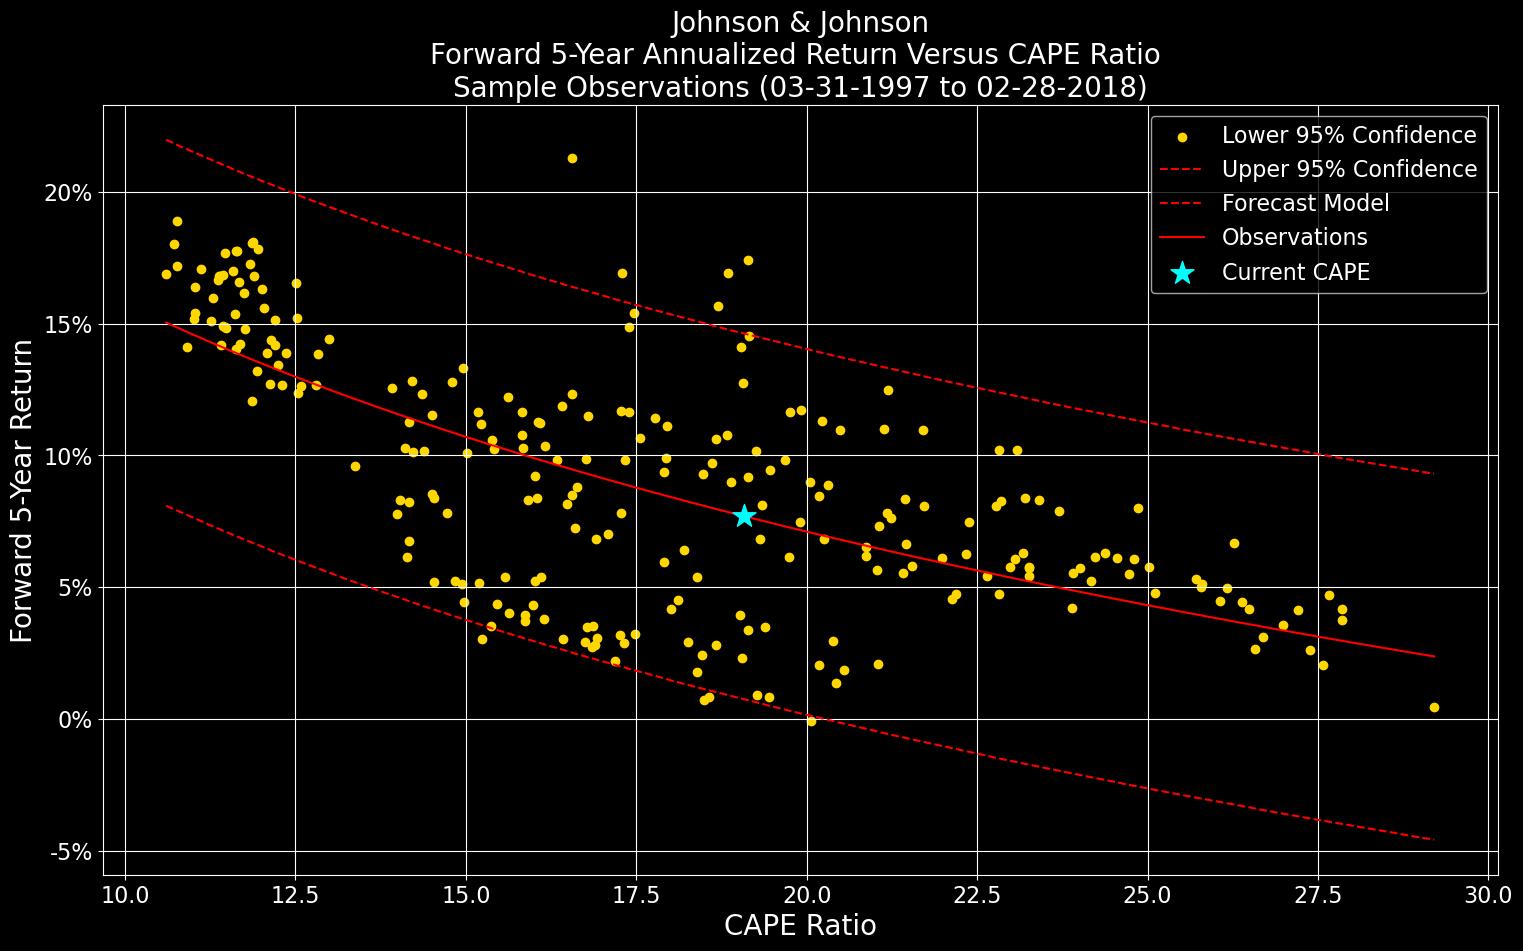 Johnson & Johnson
Forward 5-Year Annualized Return Versus CAPE Ratio
Sample Observations (03-31-1997 to 02-28-2018)
Lower 95% Confidence
Upper 95% Confidence
Forecast Model
Observations
Current CAPE
Forward 5-Year Return
20%
15%
10%
5%
0%
-5%
10.0 12.5 15.0 17.5 20.0 22.5 25.0 27.5 30.0
CAPE Ratio